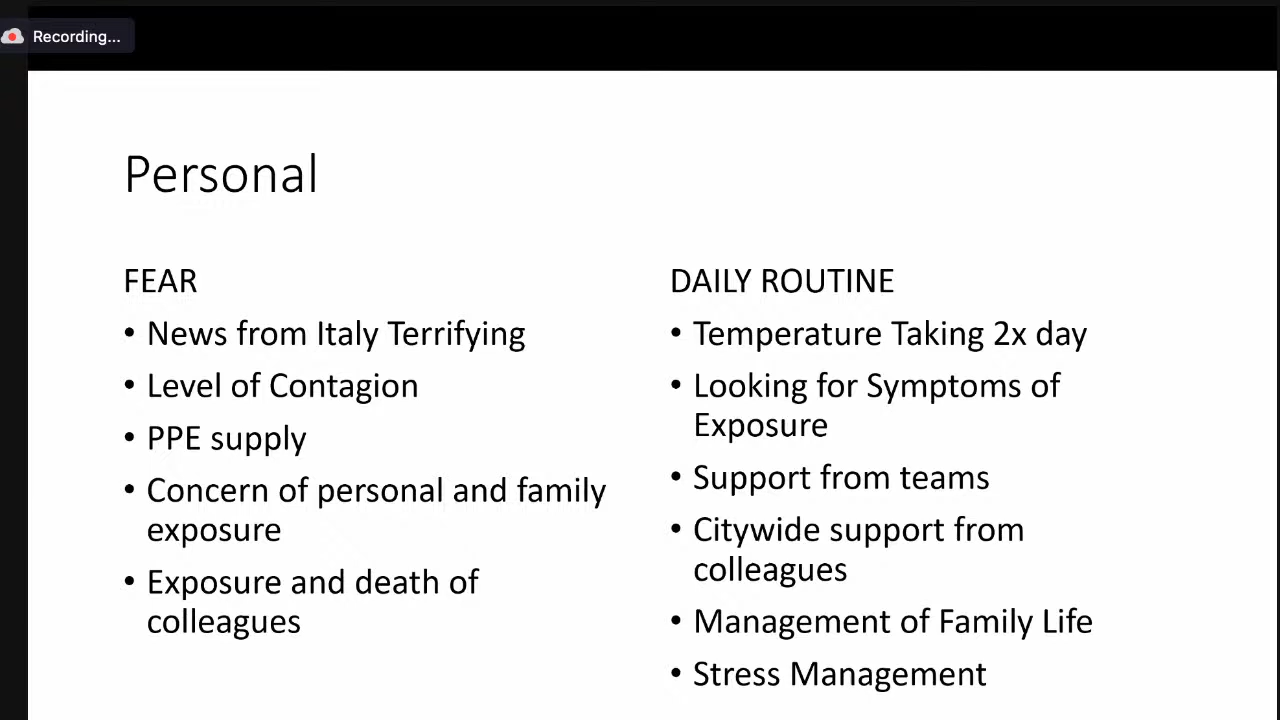 Recording...
Personal
FEAR
• News from Italy Terrifying
• Level of Contagion
• PPE supply
• Concern of personal and family
exposure
• Exposure and death of
colleagues
DAILY ROUTINE
• Temperature Taking 2x day
• Looking for Symptoms of
Exposure
• Support from teams
• Citywide support from
colleagues
• Management of Family Life
• Stress Management